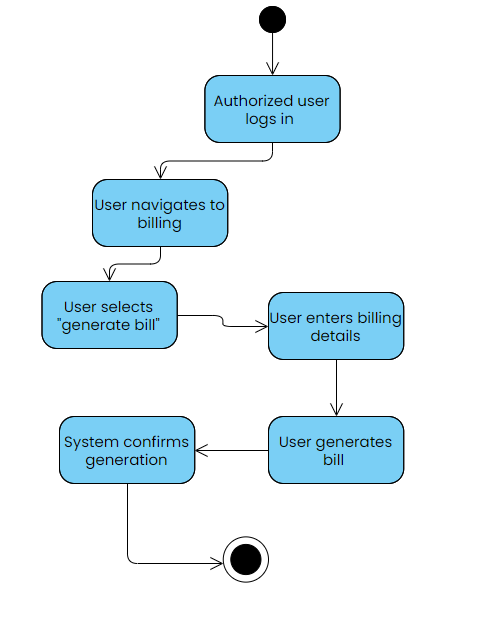 Authorized user
logs in
User navigates to
billing
User selects
"generate bill"
User enters billing
details
User generates
bill
System confirms
generation